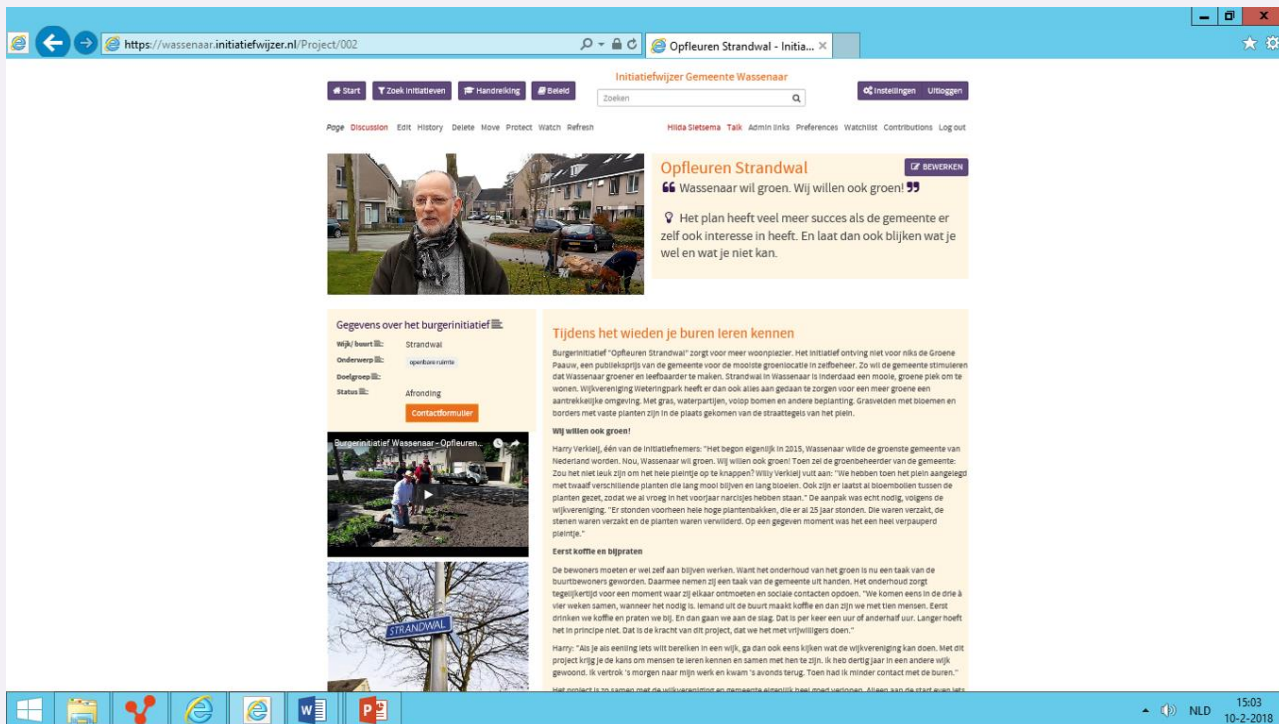 https://wassenaar.initiatiefwijzer.nl/Project/002
Opfleuren Strandwal - Initia...
Initiatiefwijzer Gemeente Wassenaar
Start Zoek initiatieven Handreiking Beleid
Zoeken
Instellingen Uitloggen
Page Discussion Edit History Delete Move Protect Watch Refresh
Hilda Sietsema Talk Admin links Preferences Watchlist Contributions Log out
Opfleuren Strandwal
BEWERKEN
Wassenaar wil groen. Wij willen ook groen!
Het plan heeft veel meer succes als de gemeente er
zelf ook interesse in heeft. En laat dan ook blijken wat je
wel en wat je niet kan.
Gegevens over het burgerinitiatief
Wijk/ buurt : Strandwal
Onderwerp : openbare ruimte
Doelgroep :
Status : Afronding
Contactformulier
Burgerinitiatief Wassenaar - Opfleuren...
STRANDWAL
Tijdens het wieden je buren leren kennen
Burgerinitiatief "Opfleuren Strandwal" zorgt voor meer woonplezier. Het initiatief ontving niet voor niks de Groene
Paauw, een publieksprijs van de gemeente voor de mooiste groenlocatie in zelfbeheer. Zo wil de gemeente stimuleren
dat Wassenaar groener en leefbaarder te maken. Strandwal in Wassenaar is inderdaad een mooie, groene plek om te
wonen. Wijkvereniging Weteringpark heeft er dan ook alles aan gedaan te zorgen voor een meer groene een
aantrekkelijke omgeving. Met gras, waterpartijen, volop bomen en andere beplanting. Grasvelden met bloemen en
borders met vaste planten zijn in de plaats gekomen van de straattegels van het plein.
Wij willen ook groen!
Harry Verkleij, één van de initiatiefnemers: "Het begon eigenlijk in 2015, Wassenaar wilde de groenste gemeente van
Nederland worden. Nou, Wassenaar wil groen. Wij willen ook groen! Toen zei de groenbeheerder van de gemeente:
Zou het niet leuk zijn om het hele pleintje op te knappen? Willy Verkleij vult aan: "We hebben toen het plein aangelegd
met twaalf verschillende planten die lang mooi blijven en lang bloeien. Ook zijn er laatst al bloembollen tussen de
planten gezet, zodat we al vroeg in het voorjaar narcisjes hebben staan." De aanpak was echt nodig, volgens de
wijkvereniging. "Er stonden voorheen hele hoge plantenbakken, die er al 25 jaar stonden. Die waren verzakt, de
stenen waren verzakt en de planten waren verwilderd. Op een gegeven moment was het een heel verpauperd
pleintje."
Eerst koffie en bijpraten
De bewoners moeten er wel zelf aan blijven werken. Want het onderhoud van het groen is nu een taak van de
buurtbewoners geworden. Daarmee nemen zij een taak van de gemeente uit handen. Het onderhoud zorgt
tegelijkertijd voor een moment waar zij elkaar ontmoeten en sociale contacten opdoen. "We komen eens in de drie à
vier weken samen, wanneer het nodig is. Iemand uit de buurt maakt koffie en dan zijn we met tien mensen. Eerst
drinken we koffie en praten we bij. En dan gaan we aan de slag. Dat is per keer een uur of anderhalf uur. Langer hoeft
het in principe niet. Dat is de kracht van dit project, dat we het met vrijwilligers doen."
Harry: "Als je als eenling iets wilt bereiken in een wijk, ga dan ook eens kijken wat de wijkvereniging kan doen. Met dit
project krijg je de kans om mensen te leren kennen en samen met hen te zijn. Ik heb dertig jaar in een andere wijk
gewoond. Ik vertrok 's morgen naar mijn werk en kwam 's avonds terug. Toen had ik minder contact met de buren."
Het project is zo samen met de wijkvereniging en gemeente eigenlijk heel goed verlopen. Alleen aan de start even iets
NLD
15:03
10-2-2018